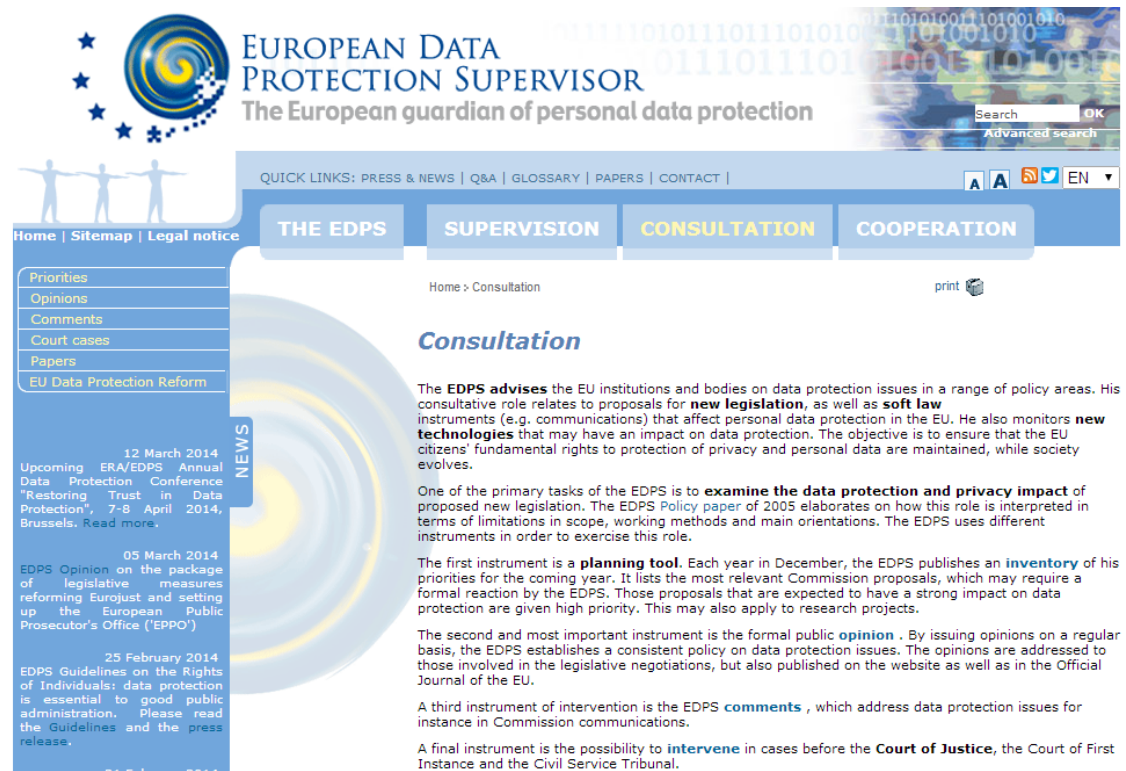 EUROPEAN DATA
PROTECTION SUPERVISOR
The European guardian of personal data protection
Search OK
Advanced search
QUICK LINKS: PRESS & NEWS | Q&A | GLOSSARY | PAPERS | CONTACT |
A A EN
Home | Sitemap | Legal notice
THE EDPS SUPERVISION CONSULTATION COOPERATION
Priorities
Opinions
Comments
Court cases
Papers
EU Data Protection Reform
NEWS
12 March 2014
Upcoming ERA/EDPS Annual
Data Protection Conference
"Restoring Trust in Data
Protection", 7-8 April 2014,
Brussels. Read more.
05 March 2014
EDPS Opinion on the package
of legislative measures
reforming Eurojust and setting
up the European Public
Prosecutor's Office ('EPPO')
25 February 2014
EDPS Guidelines on the Rights
of Individuals: data protection
is essential to good public
administration. Please read
the Guidelines and the press
release.
Home > Consultation
print
Consultation
The EDPS advises the EU institutions and bodies on data protection issues in a range of policy areas. His
consultative role relates to proposals for new legislation, as well as soft law
instruments (e.g. communications) that affect personal data protection in the EU. He also monitors new
technologies that may have an impact on data protection. The objective is to ensure that the EU
citizens' fundamental rights to protection of privacy and personal data are maintained, while society
evolves.
One of the primary tasks of the EDPS is to examine the data protection and privacy impact of
proposed new legislation. The EDPS Policy paper of 2005 elaborates on how this role is interpreted in
terms of limitations in scope, working methods and main orientations. The EDPS uses different
instruments in order to exercise this role.
The first instrument is a planning tool. Each year in December, the EDPS publishes an inventory of his
priorities for the coming year. It lists the most relevant Commission proposals, which may require a
formal reaction by the EDPS. Those proposals that are expected to have a strong impact on data
protection are given high priority. This may also apply to research projects.
The second and most important instrument is the formal public opinion . By issuing opinions on a regular
basis, the EDPS establishes a consistent policy on data protection issues. The opinions are addressed to
those involved in the legislative negotiations, but also published on the website as well as in the Official
Journal of the EU.
A third instrument of intervention is the EDPS comments , which address data protection issues for
instance in Commission communications.
A final instrument is the possibility to intervene in cases before the Court of Justice, the Court of First
Instance and the Civil Service Tribunal.